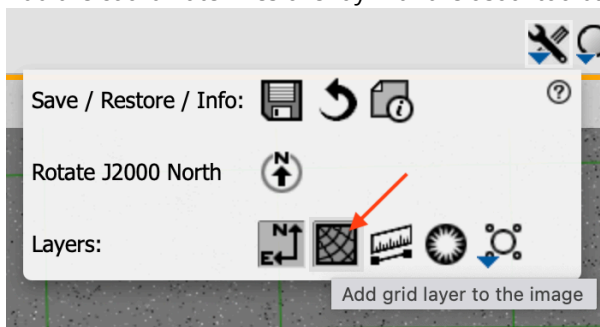 Save / Restore / Info:
?
Rotate J2000 North
N
Layers:
N
E
i
Add grid layer to the image